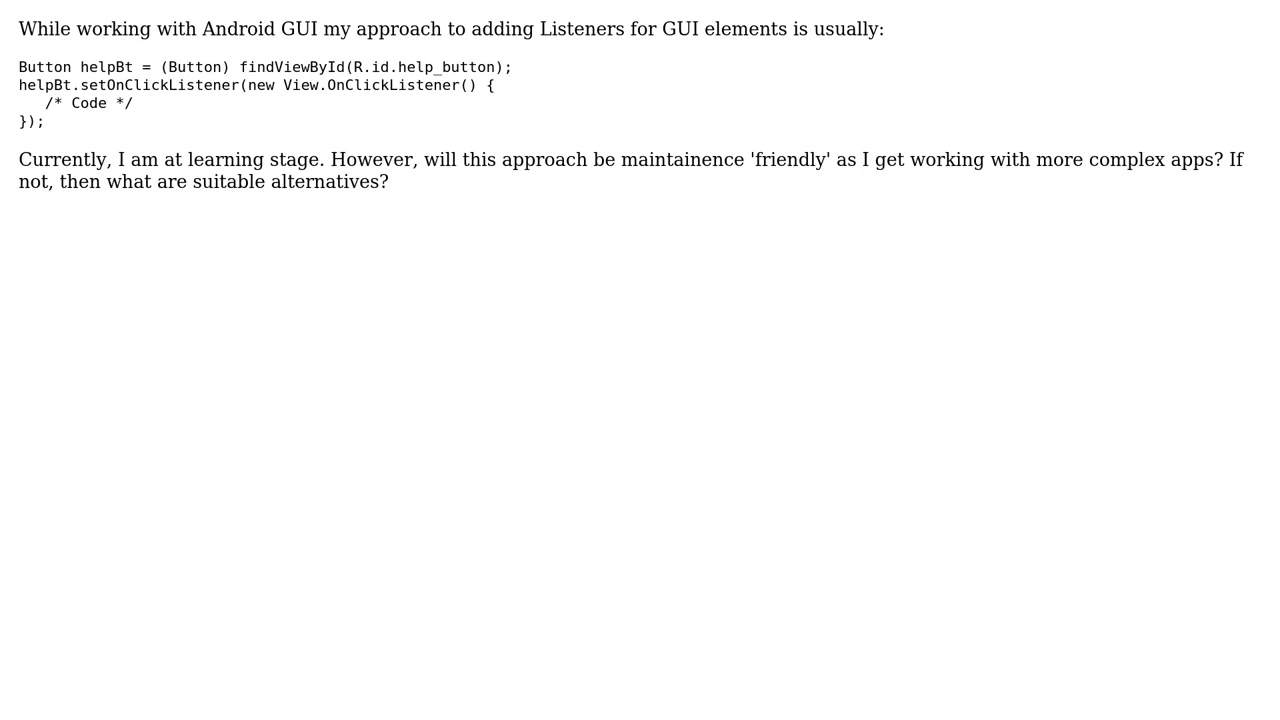 While working with Android GUI my approach to adding Listeners for GUI elements is usually:
Button helpBt = (Button) findViewById(R.id.help_button);
helpBt.setOnClickListener(new View.OnClickListener() {
   /* Code */
});
Currently, I am at learning stage. However, will this approach be maintainence 'friendly' as I get working with more complex apps? If
not, then what are suitable alternatives?